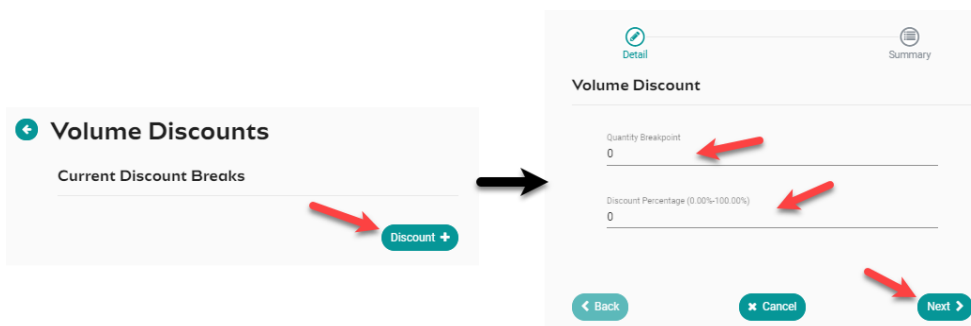 Volume Discounts
Current Discount Breaks
Discount +
Detail
Summary
Volume Discount
Quantity Breakpoint
0
Discount Percentage (0.00%-100.00%)
0
Back
Cancel
Next